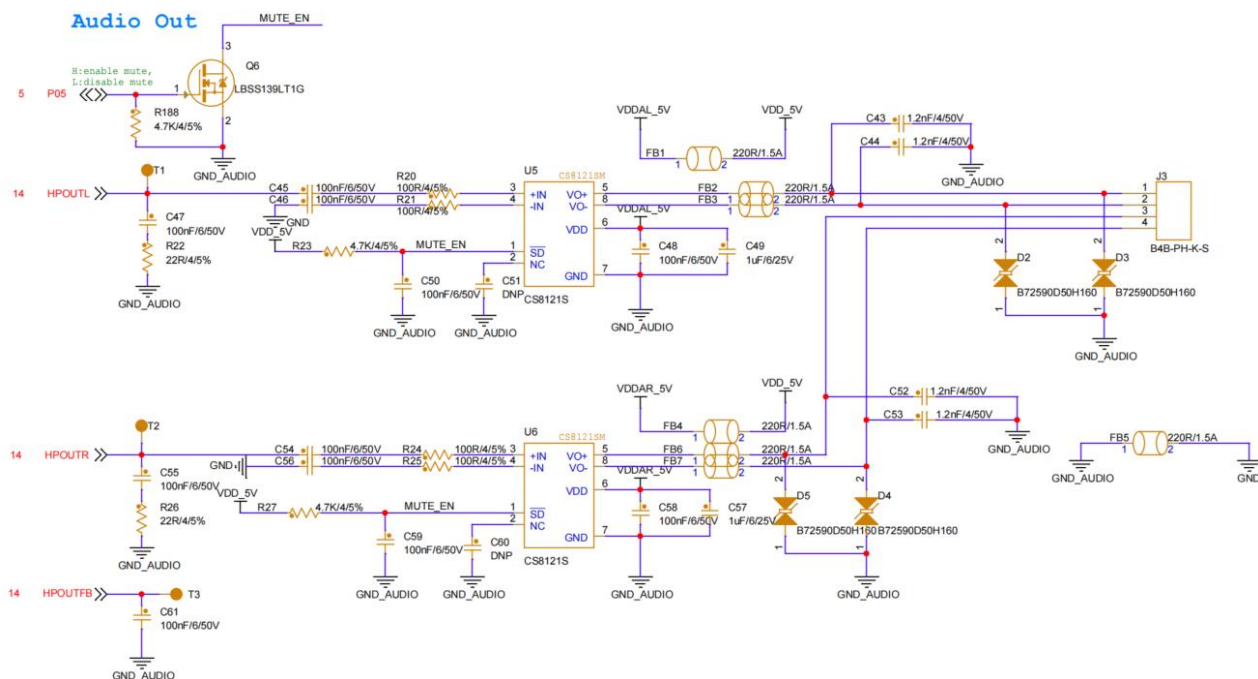 Audio Out
MUTE_EN
3
Q6
H:enable mute,
L:disable mute
LBSS139LT1G
5 P05
1
2
R188
4.7K/4/5%
GND_AUDIO
VDDAL_5V
VDD_5V
FB1
1
2
220R/1.5A
C43
1.2nF/4/50V
C44
1.2nF/4/50V
GND_AUDIO
T1
14 HPOUTL
C45
100nF/6/50V
C46
100nF/6/50V
GND
R20
100R/4/5%
R21
100R/4/5%
U5
CS8121SM
3 +IN
4 -IN
VO+ 5
VO- 8
VDD 6
GND 7
1 SD
2 NC
CS8121S
FB2
1
2
220R/1.5A
FB3
1
2
220R/1.5A
J3
1
2
3
4
B4B-PH-K-S
C47
100nF/6/50V
R22
22R/4/5%
GND_AUDIO
VDD_5V
R23
4.7K/4/5%
MUTE_EN
C50
100nF/6/50V
GND_AUDIO
C51
DNP
GND_AUDIO
VDDAL_5V
C48
100nF/6/50V
C49
1uF/6/25V
GND_AUDIO
2
D2
B72590D50H160
1
2
D3
B72590D50H160
1
GND_AUDIO
VDDAR_5V
VDD_5V
FB4
1
2
220R/1.5A
C52
1.2nF/4/50V
C53
1.2nF/4/50V
GND_AUDIO
T2
14 HPOUTR
C54
100nF/6/50V
C56
100nF/6/50V
GND
R24
100R/4/5%
R25
100R/4/5%
U6
CS8121SM
3 +IN
4 -IN
VO+ 5
VO- 8
VDD 6
GND 7
1 SD
2 NC
CS8121S
FB6
1
2
220R/1.5A
FB7
1
2
220R/1.5A
FB5
1
2
220R/1.5A
GND_AUDIO
GND
C55
100nF/6/50V
R26
22R/4/5%
GND_AUDIO
VDD_5V
R27
4.7K/4/5%
MUTE_EN
C59
100nF/6/50V
GND_AUDIO
C60
DNP
GND_AUDIO
VDDAR_5V
C58
100nF/6/50V
C57
1uF/6/25V
GND_AUDIO
2
D5
B72590D50H160
1
2
D4
B72590D50H160
1
GND_AUDIO
14 HPOUTFB
T3
C61
100nF/6/50V
GND_AUDIO